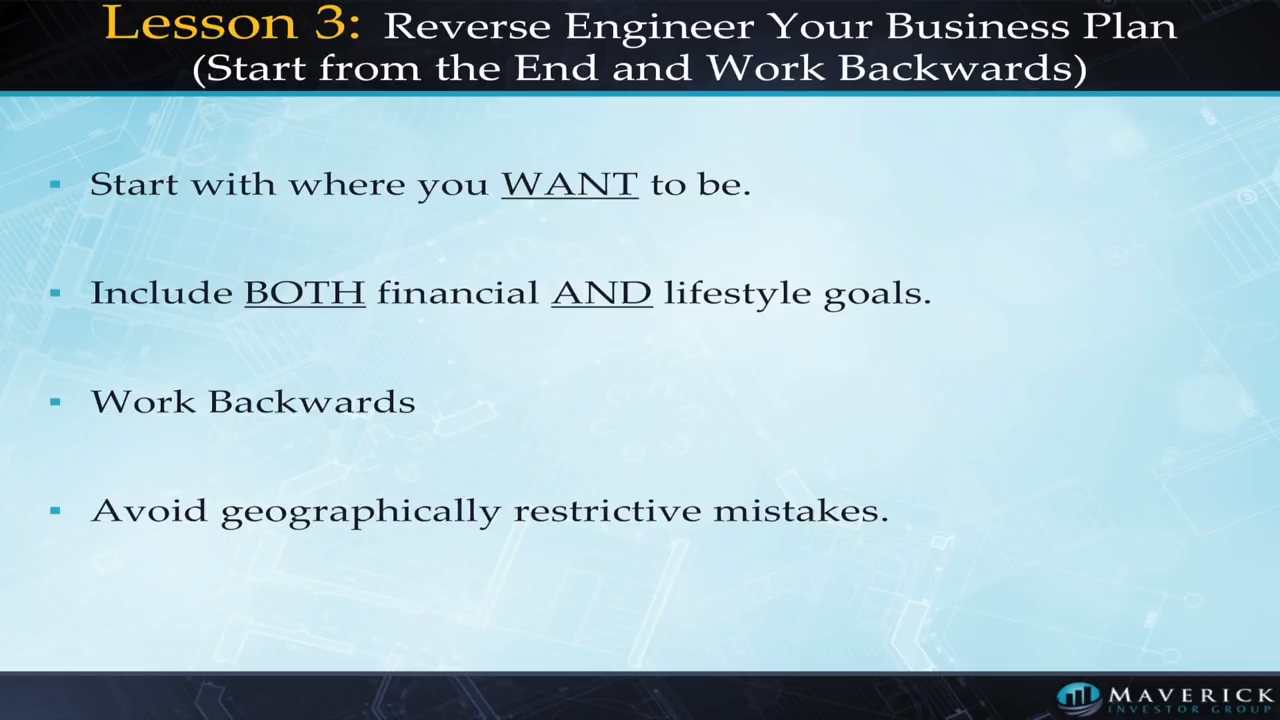 Lesson 3: Reverse Engineer Your Business Plan
(Start from the End and Work Backwards)
▪ Start with where you WANT to be.
▪ Include BOTH financial AND lifestyle goals.
▪ Work Backwards
▪ Avoid geographically restrictive mistakes.
MAVERICK
INVESTOR GROUP